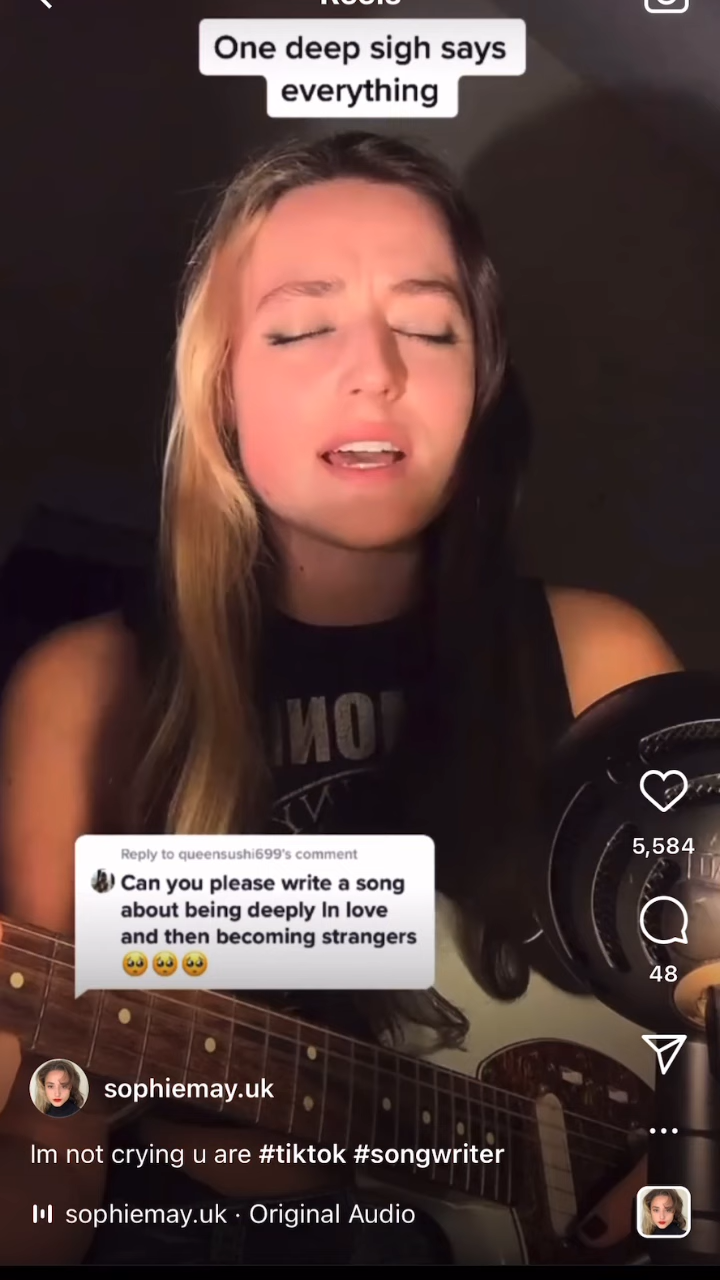 Reels
One deep sigh says
everything
Reply to queensushi699's comment
Can you please write a song
about being deeply In love
and then becoming strangers
🥺🥺🥺
5,584
48
sophiemay.uk
Im not crying u are #tiktok #songwriter
sophiemay.uk · Original Audio